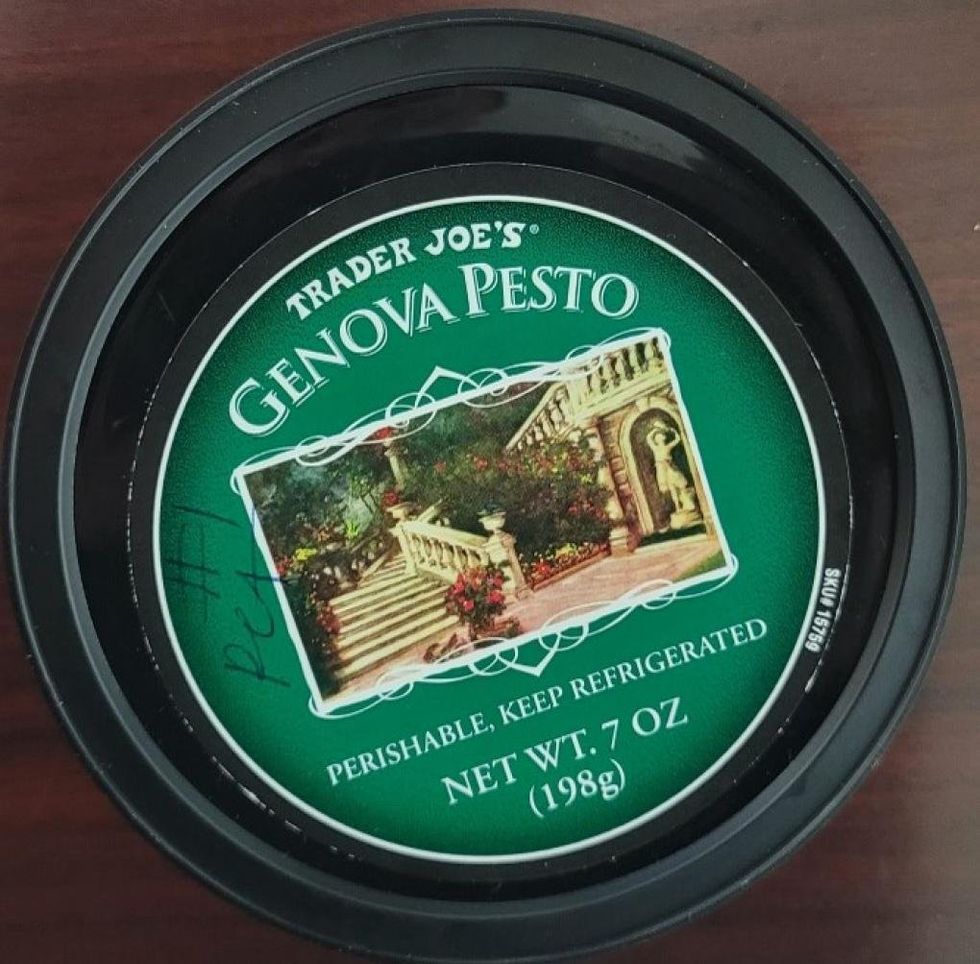 TRADER JOE'S®
GENOVA PESTO
#1
SKU# 15759
PERISHABLE, KEEP REFRIGERATED
NET WT. 7 OZ
(198g)